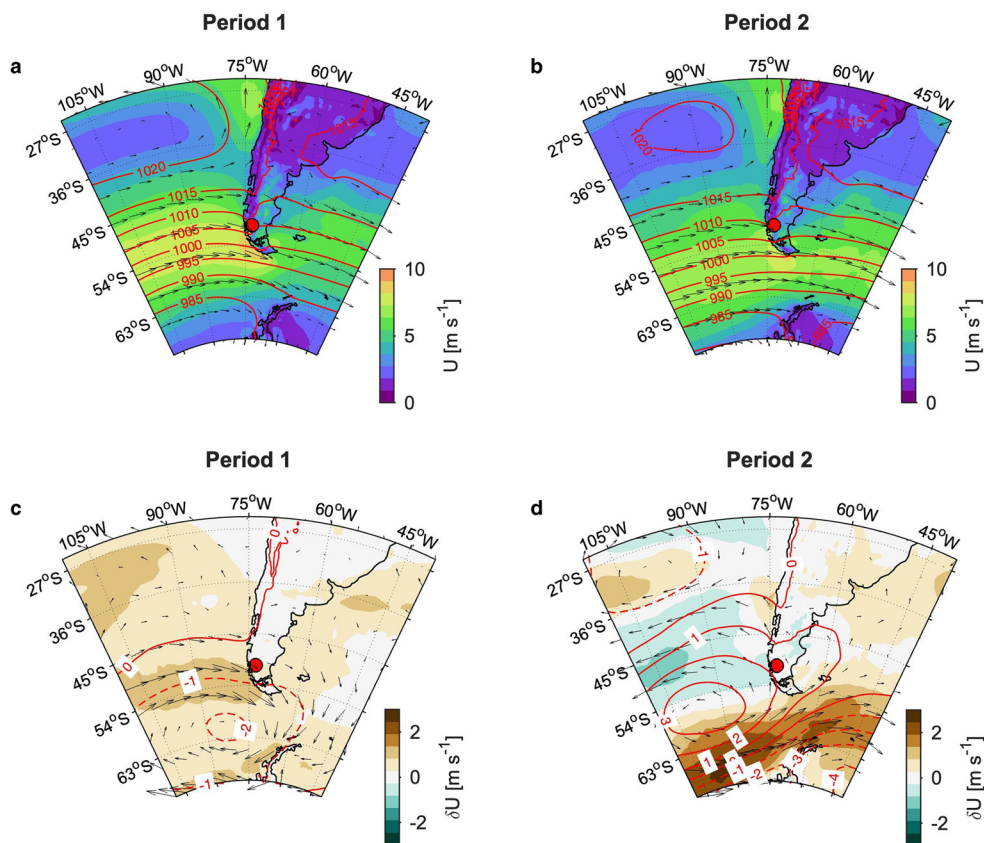 Period 1
Period 2
a
105°W
90°W
75°W
60°W
45°W
27°S
36°S
45°S
54°S
63°S
1020
1015
1010
1005
1000
995
990
985
1015
10
5
0
U [m s⁻¹]
b
105°W
90°W
75°W
60°W
45°W
27°S
36°S
45°S
54°S
63°S
1020
1015
1010
1005
1000
995
990
985
1015
985
10
5
0
U [m s⁻¹]
Period 1
Period 2
c
105°W
90°W
75°W
60°W
45°W
27°S
36°S
45°S
54°S
63°S
0
0
-1
-2
-1
2
0
-2
δU [m s⁻¹]
d
105°W
90°W
75°W
60°W
45°W
27°S
36°S
45°S
54°S
63°S
-1
0
1
3
2
1
-1
-2
-3
-4
2
0
-2
δU [m s⁻¹]